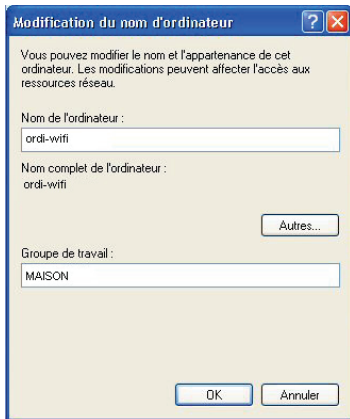 Modification du nom d'ordinateur
Vous pouvez modifier le nom et l'appartenance de cet
ordinateur. Les modifications peuvent affecter l'accès aux
ressources réseau.
Nom de l'ordinateur :
ordi-wifi
Nom complet de l'ordinateur :
ordi-wifi
Autres...
Groupe de travail :
MAISON
OK
Annuler